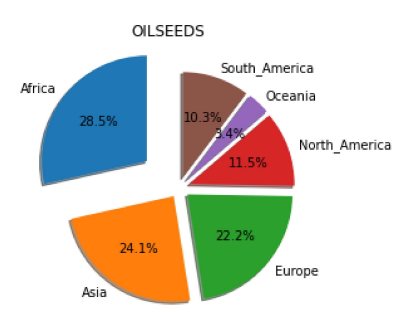 OILSEEDS
South_America
Africa
Oceania
10.3%
28.5%
3.4%
North_America
11.5%
22.2%
24.1%
Europe
Asia